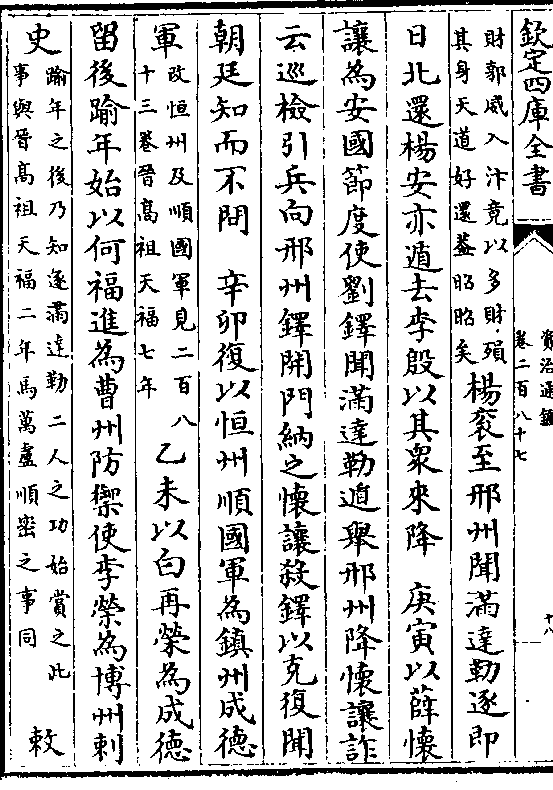 欽定四庫全書
資治通鑑
卷二百八十七
十八
財郭威入汴竟以多財殞
其身天道好還蓋昭昭矣
楊衮至邢州聞滿達勒逐即
日北還楊安亦遁去李殷以其衆來降　庚寅以薛懷
讓為安國節度使劉鐸聞滿達勒遁舉邢州降懷讓詐
云巡檢引兵向邢州鐸開門納之懷讓殺鐸以克復聞
朝廷知而不問　辛卯復以恒州順國軍為鎮州成德
軍
改恒州及順國軍見二百八
十三卷晉髙祖天福七年
乙未以白再榮為成德
留後踰年始以何福進為曹州防禦使李榮為博州刺
史
踰年之後乃知逐滿達勒二人之功始賞之此
事與晉髙祖天福二年馬萬盧順密之事同
敕